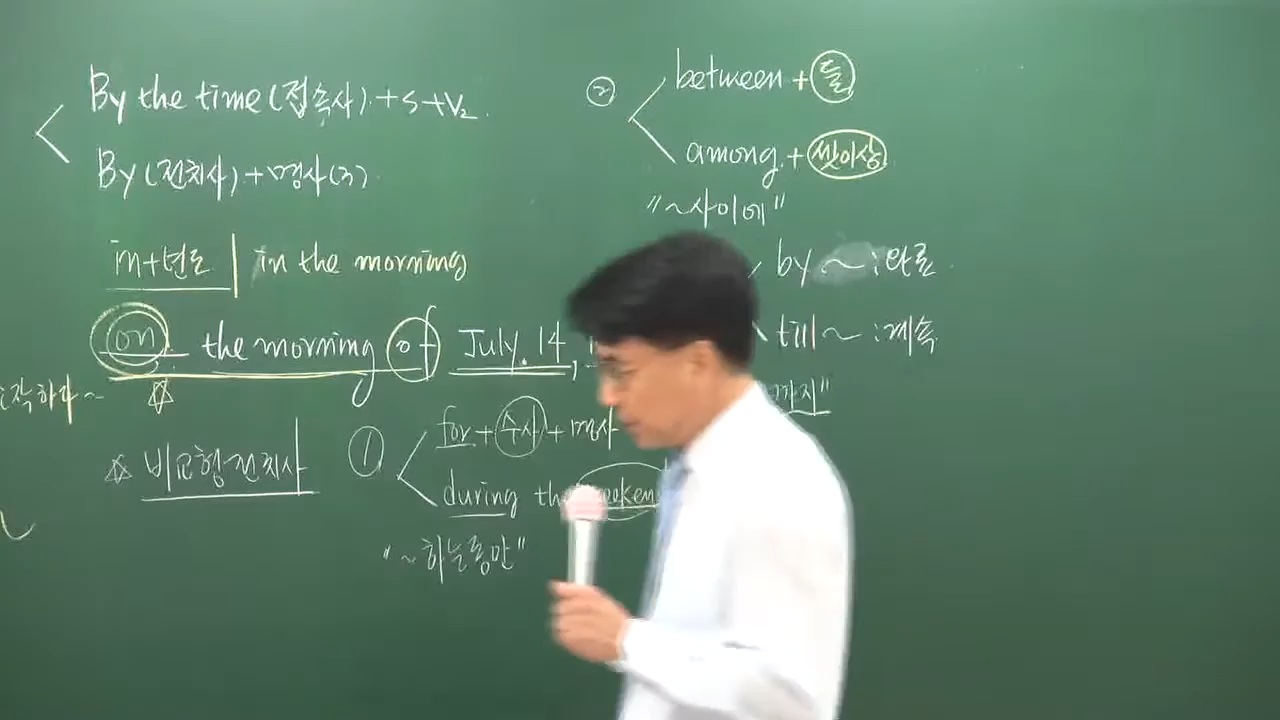 By the time (접속사) + S + V₂.
By (전치사) + 명사(구)
in + 년도 | in the morning
on the morning of July. 14,
작하다 ~ ☆
☆ 비교형 전치사
① for + 수사 + 명사
during the weekend
"~하는동안"
② between + 둘
among + 셋이상
"~사이에"
by ~ : 완료.
till ~ : 계속.
까지"